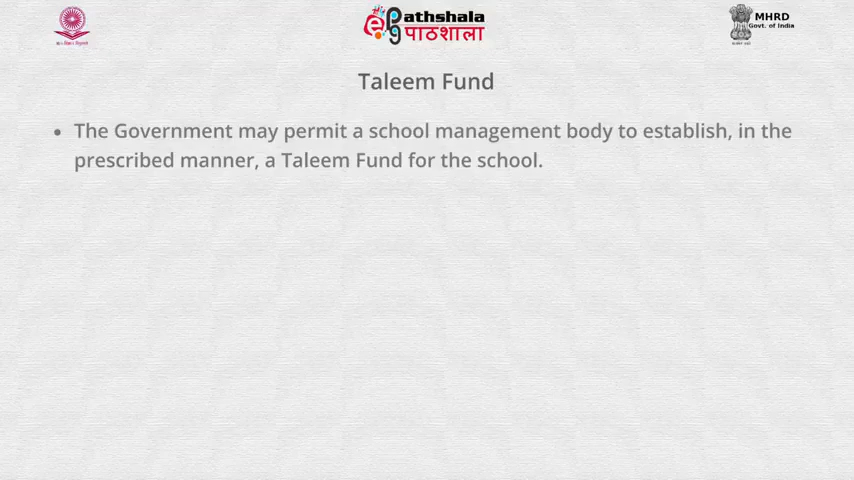 ePathshala
पाठशाला
MHRD
Govt. of India
Taleem Fund
• The Government may permit a school management body to establish, in the
prescribed manner, a Taleem Fund for the school.